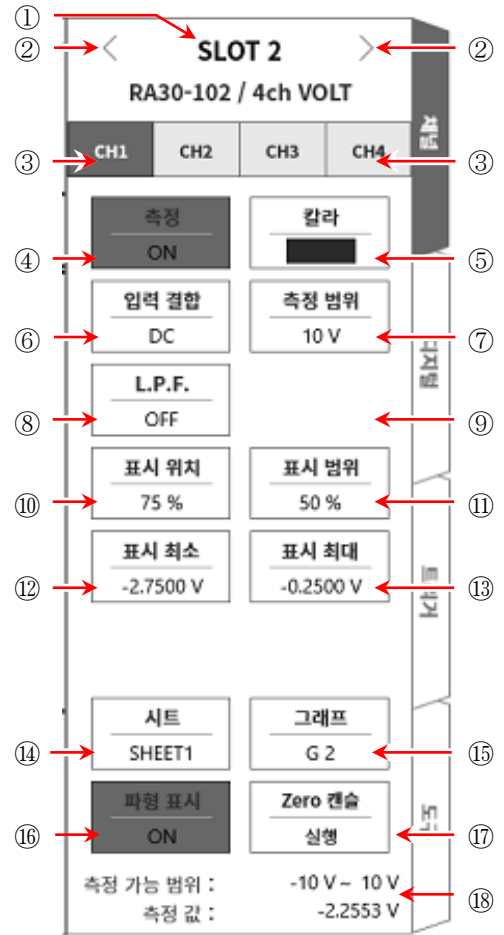 ①
② < SLOT 2 > ②
RA30-102 / 4ch VOLT
③ CH1 CH2 CH3 CH4 ③
채널
측정 칼라
④ ON ⑤
입력 결합 측정 범위
⑥ DC 10 V ⑦
디지털
L.P.F.
⑧ OFF ⑨
표시 위치 표시 범위
⑩ 75 % 50 % ⑪
표시 최소 표시 최대
⑫ -2.7500 V -0.2500 V ⑬
시트 그래프
⑭ SHEET1 G 2 ⑮
파형 표시 Zero 캔슬
⑯ ON 실행 ⑰
측정 가능 범위 : -10 V ~ 10 V
⑱
측정 값 : -2.2553 V